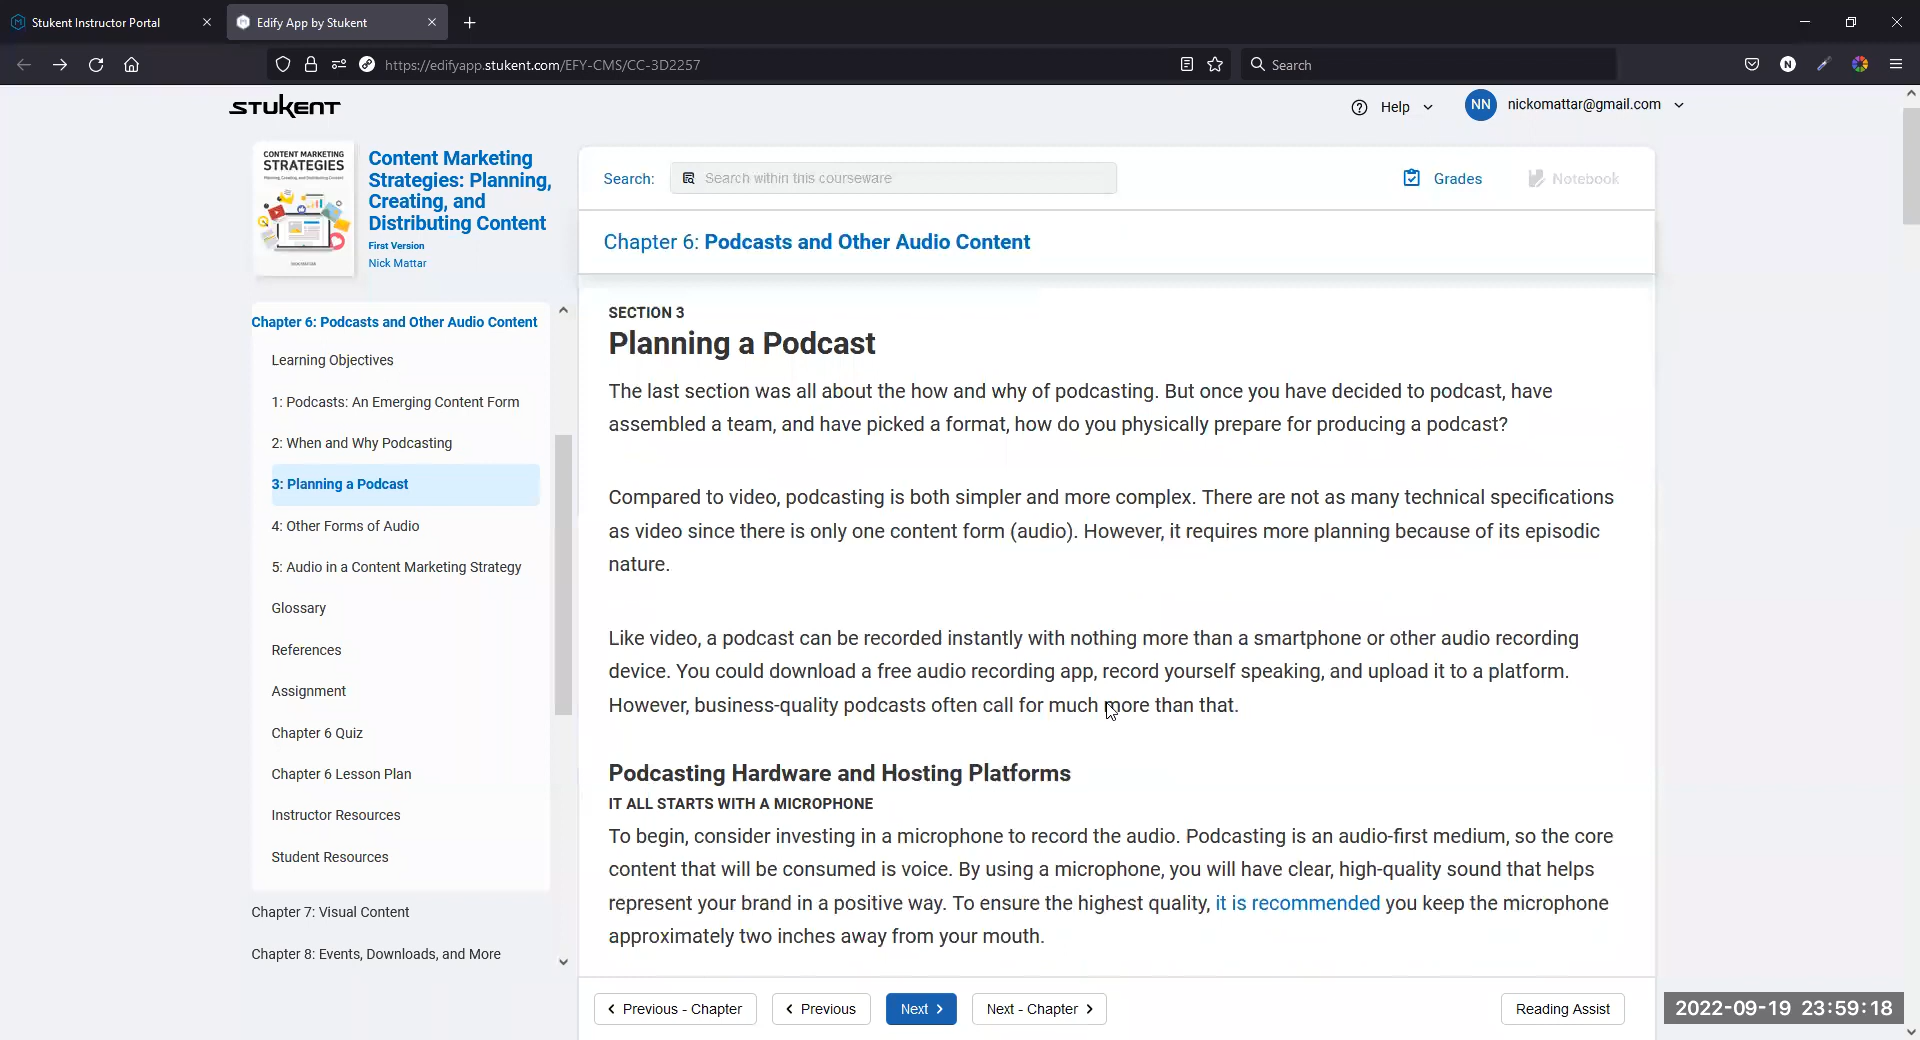 Stukent Instructor Portal
Edify App by Stukent
https://edifyapp.stukent.com/EFY-CMS/CC-3D2257
Search
N
STUKENT
Help
NN
nickomattar@gmail.com
CONTENT MARKETING
STRATEGIES
Planning, Creating, and Distributing Content
NICK MATTAR
Content Marketing
Strategies: Planning,
Creating, and
Distributing Content
First Version
Nick Mattar
Search:
Search within this courseware
Grades
Notebook
Chapter 6: Podcasts and Other Audio Content
Chapter 6: Podcasts and Other Audio Content
Learning Objectives
1: Podcasts: An Emerging Content Form
2: When and Why Podcasting
3: Planning a Podcast
4: Other Forms of Audio
5: Audio in a Content Marketing Strategy
Glossary
References
Assignment
Chapter 6 Quiz
Chapter 6 Lesson Plan
Instructor Resources
Student Resources
Chapter 7: Visual Content
Chapter 8: Events, Downloads, and More
SECTION 3
Planning a Podcast
The last section was all about the how and why of podcasting. But once you have decided to podcast, have
assembled a team, and have picked a format, how do you physically prepare for producing a podcast?
Compared to video, podcasting is both simpler and more complex. There are not as many technical specifications
as video since there is only one content form (audio). However, it requires more planning because of its episodic
nature.
Like video, a podcast can be recorded instantly with nothing more than a smartphone or other audio recording
device. You could download a free audio recording app, record yourself speaking, and upload it to a platform.
However, business-quality podcasts often call for much more than that.
Podcasting Hardware and Hosting Platforms
IT ALL STARTS WITH A MICROPHONE
To begin, consider investing in a microphone to record the audio. Podcasting is an audio-first medium, so the core
content that will be consumed is voice. By using a microphone, you will have clear, high-quality sound that helps
represent your brand in a positive way. To ensure the highest quality, it is recommended you keep the microphone
approximately two inches away from your mouth.
Previous - Chapter
Previous
Next
Next - Chapter
Reading Assist
2022-09-19 23:59:18